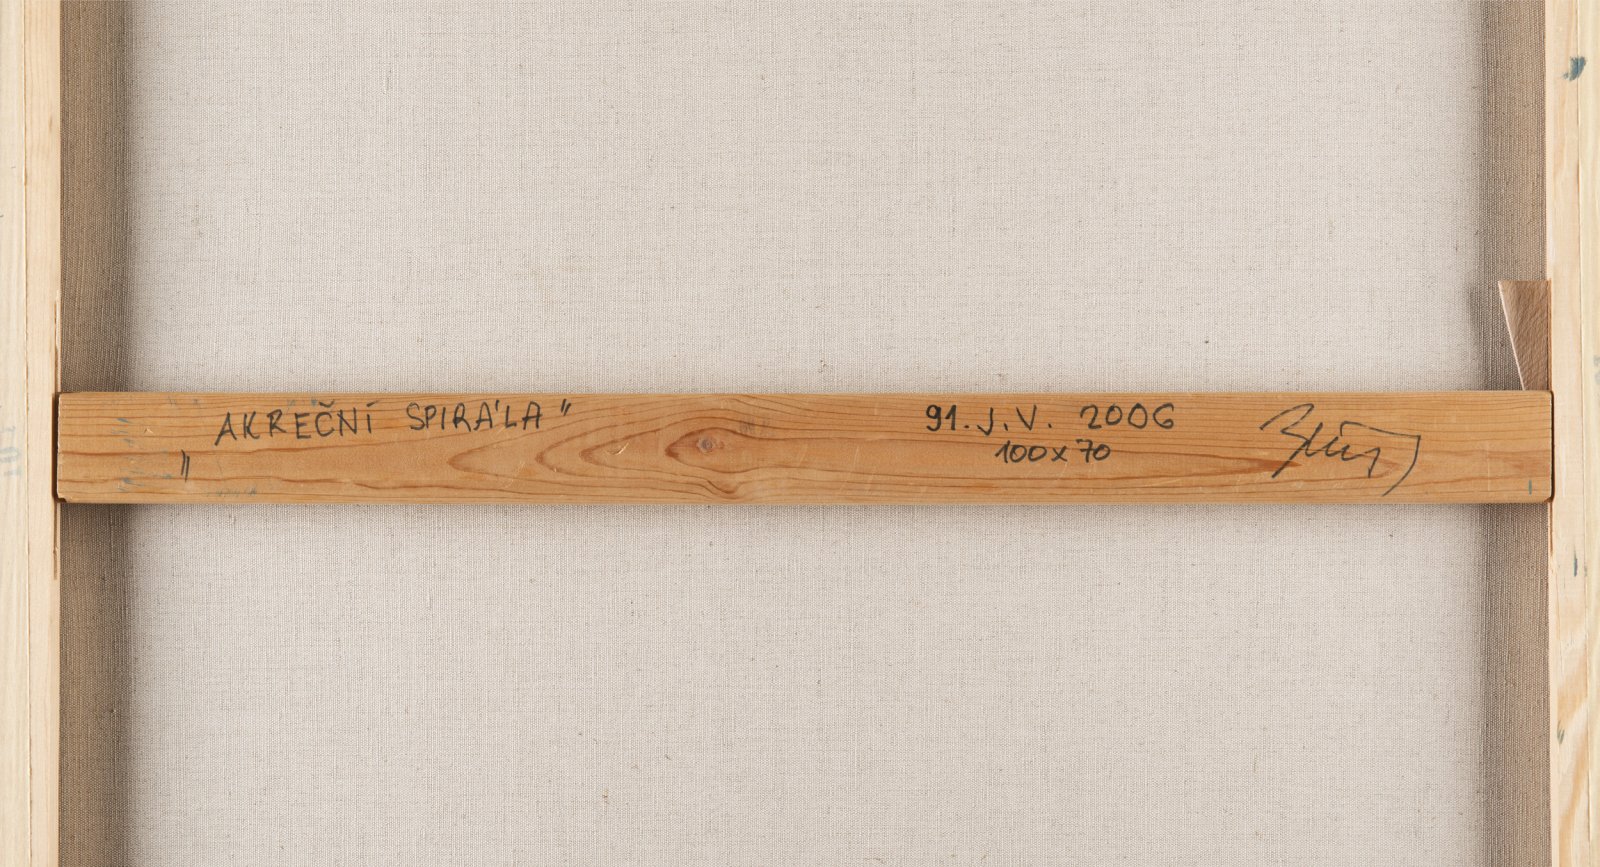 „AKREČNÍ SPIRÁLA"
91. J. V. 2006
100x70